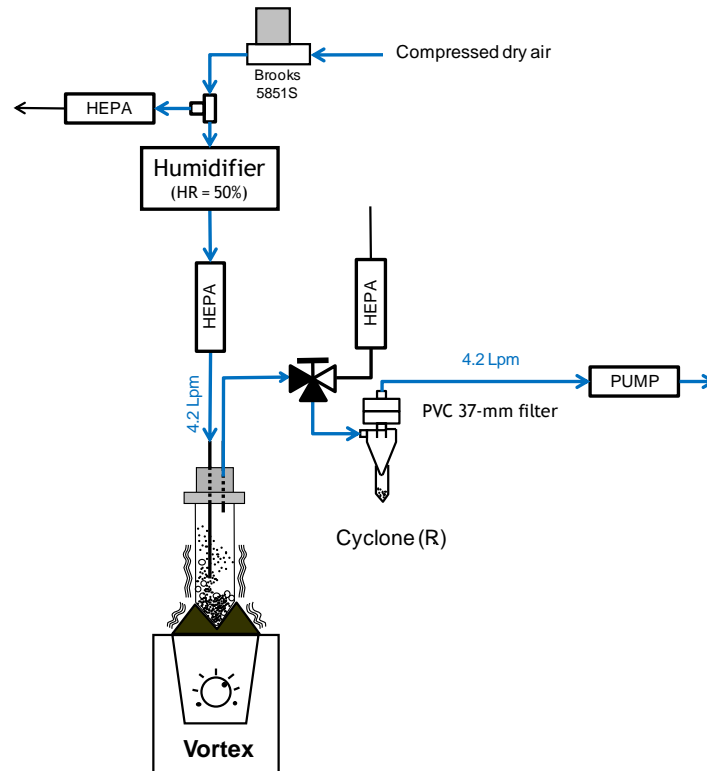 Compressed dry air
Brooks
5851S
HEPA
Humidifier
(HR = 50%)
HEPA
HEPA
4.2 Lpm
4.2 Lpm
PUMP
PVC 37-mm filter
Cyclone (R)
Vortex